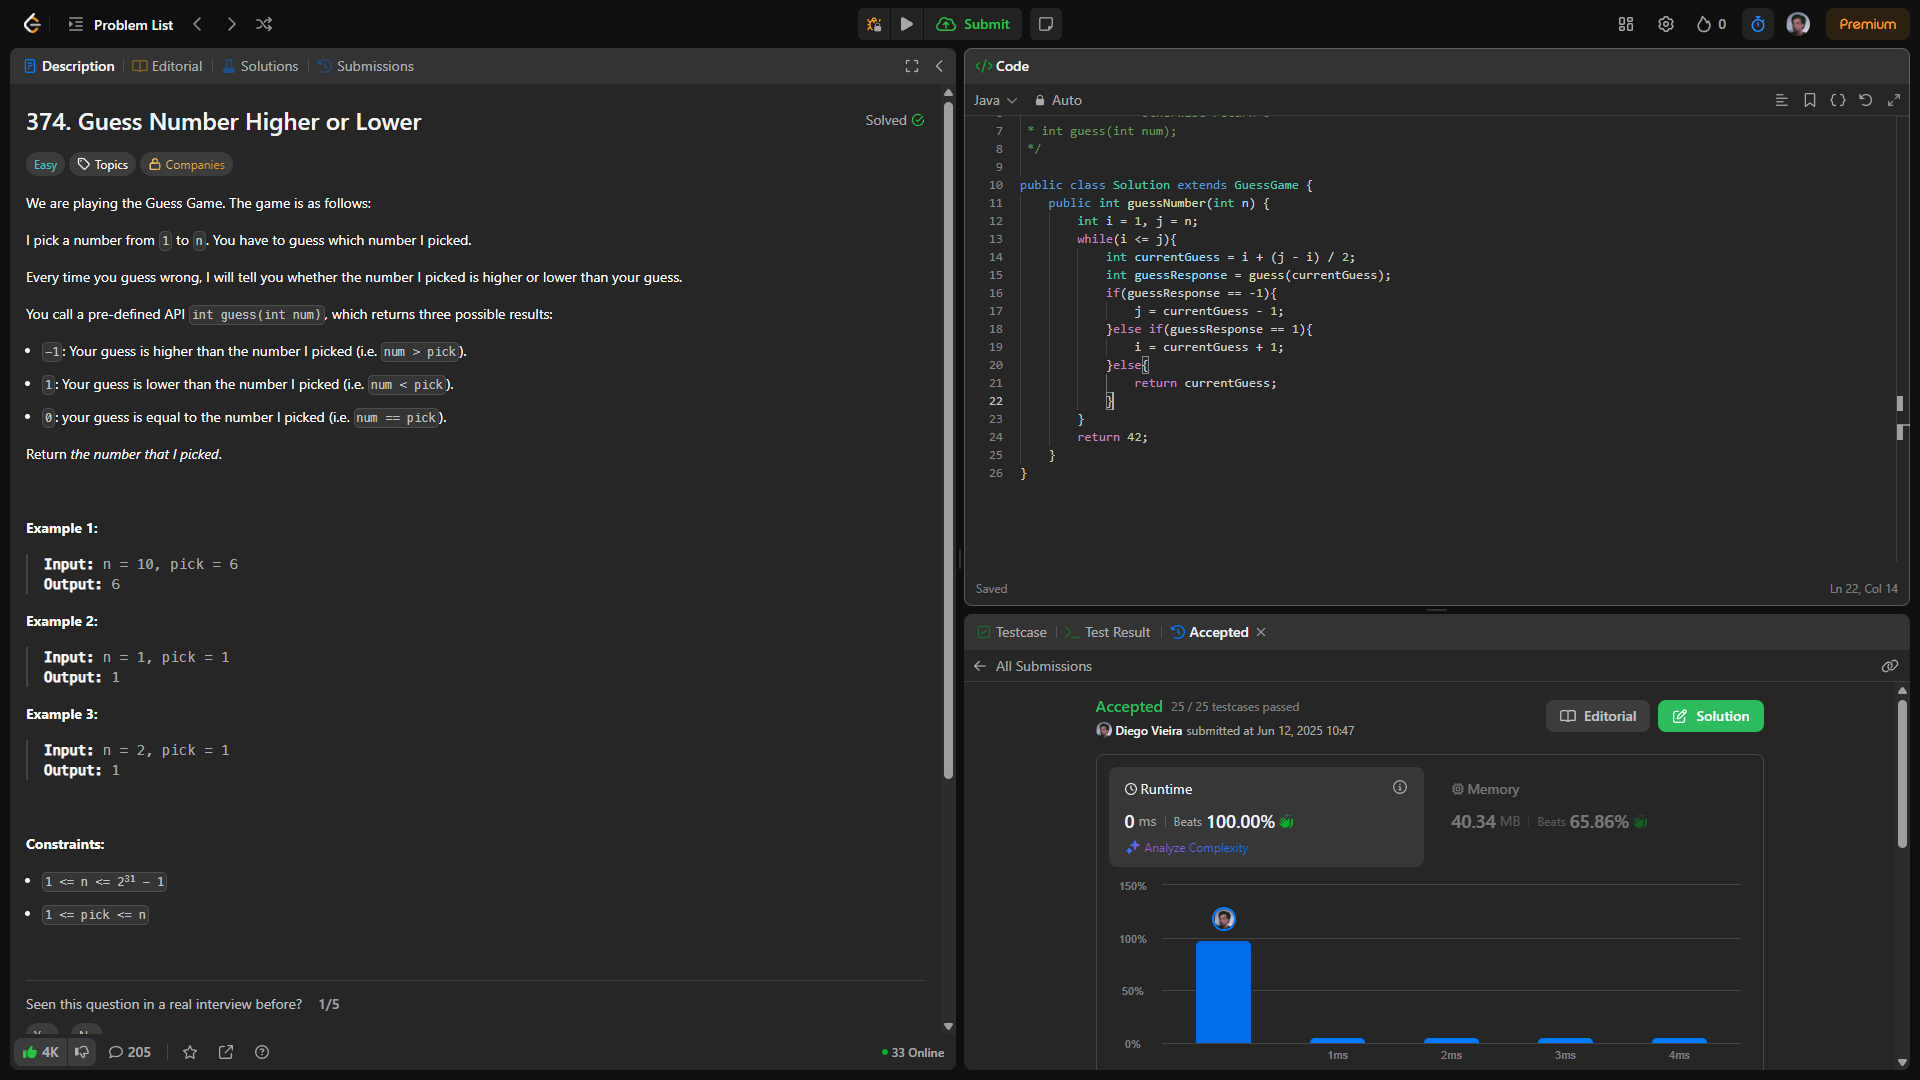 Problem List
Submit
0
Premium
Description
Editorial
Solutions
Submissions
374. Guess Number Higher or Lower
Solved
Easy
Topics
Companies
We are playing the Guess Game. The game is as follows:
I pick a number from 1 to n. You have to guess which number I picked.
Every time you guess wrong, I will tell you whether the number I picked is higher or lower than your guess.
You call a pre-defined API int guess(int num), which returns three possible results:
• -1: Your guess is higher than the number I picked (i.e. num > pick).
• 1: Your guess is lower than the number I picked (i.e. num < pick).
• 0: your guess is equal to the number I picked (i.e. num == pick).
Return the number that I picked.
Example 1:
Input: n = 10, pick = 6
Output: 6
Example 2:
Input: n = 1, pick = 1
Output: 1
Example 3:
Input: n = 2, pick = 1
Output: 1
Constraints:
• 1 <= n <= 2^31 - 1
• 1 <= pick <= n
Seen this question in a real interview before? 1/5
4K
205
33 Online
</> Code
Java
Auto
7 * int guess(int num);
8 */
9
10 public class Solution extends GuessGame {
11 public int guessNumber(int n) {
12 int i = 1, j = n;
13 while(i <= j){
14 int currentGuess = i + (j - i) / 2;
15 int guessResponse = guess(currentGuess);
16 if(guessResponse == -1){
17 j = currentGuess - 1;
18 }else if(guessResponse == 1){
19 i = currentGuess + 1;
20 }else{
21 return currentGuess;
22 }
23 }
24 return 42;
25 }
26 }
Saved
Ln 22, Col 14
Testcase
Test Result
Accepted
All Submissions
Accepted 25 / 25 testcases passed
Diego Vieira submitted at Jun 12, 2025 10:47
Editorial
Solution
Runtime
0 ms | Beats 100.00%
Analyze Complexity
Memory
40.34 MB | Beats 65.86%
150%
100%
50%
0%
1ms
2ms
3ms
4ms